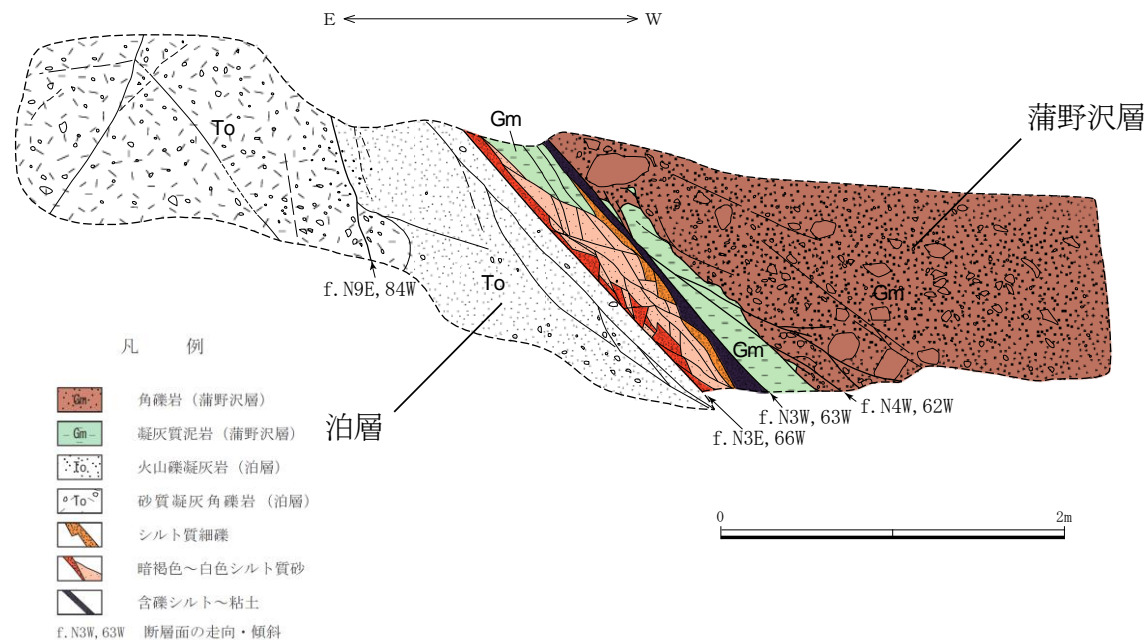 E W
Gm
蒲野沢層
To
To
Gm
f.N9E,84W
Gm
f.N4W,62W
f.N3W,63W
f.N3E,66W
泊層
凡 例
Gm 角礫岩（蒲野沢層）
Gm 凝灰質泥岩（蒲野沢層）
To 火山礫凝灰岩（泊層）
To 砂質凝灰角礫岩（泊層）
シルト質細礫
暗褐色～白色シルト質砂
含礫シルト～粘土
f.N3W,63W 断層面の走向・傾斜
0 2m